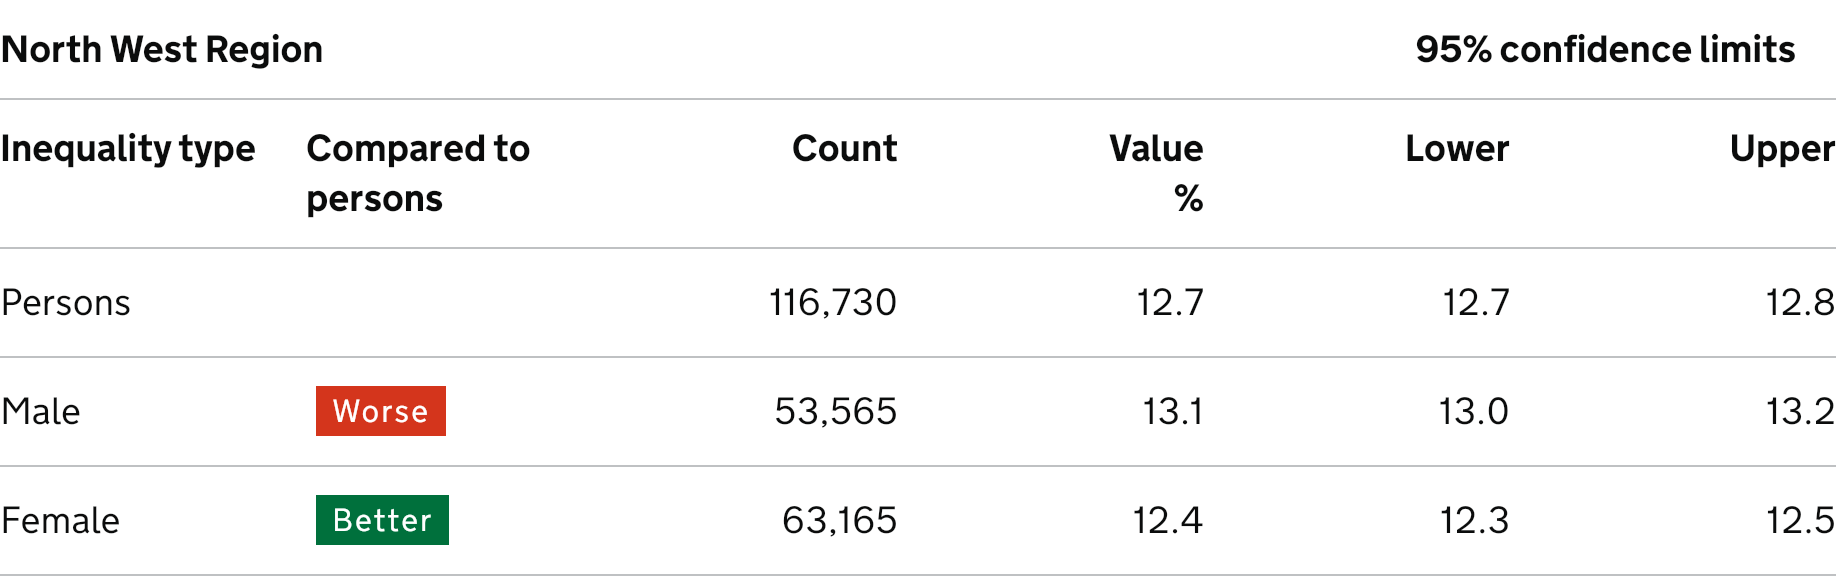 North West Region 95% confidence limits
Inequality type Compared to persons Count Value % Lower Upper
Persons 116,730 12.7 12.7 12.8
Male Worse 53,565 13.1 13.0 13.2
Female Better 63,165 12.4 12.3 12.5